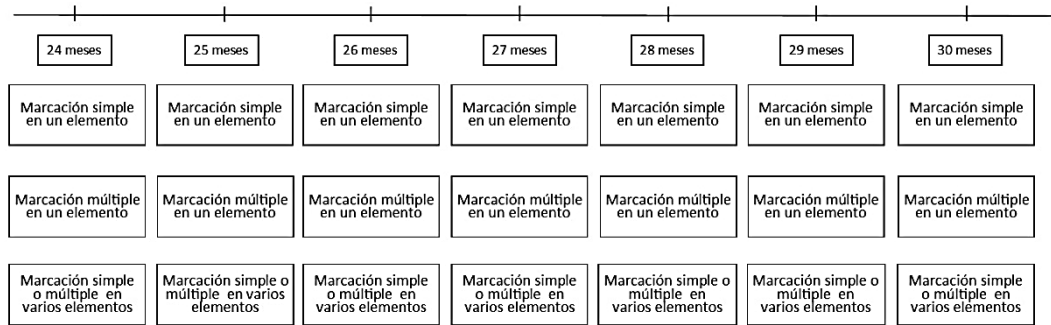 24 meses
25 meses
26 meses
27 meses
28 meses
29 meses
30 meses
Marcación simple
en un elemento
Marcación simple
en un elemento
Marcación simple
en un elemento
Marcación simple
en un elemento
Marcación simple
en un elemento
Marcación simple
en un elemento
Marcación simple
en un elemento
Marcación múltiple
en un elemento
Marcación múltiple
en un elemento
Marcación múltiple
en un elemento
Marcación múltiple
en un elemento
Marcación múltiple
en un elemento
Marcación múltiple
en un elemento
Marcación múltiple
en un elemento
Marcación simple
o múltiple en
varios elementos
Marcación simple o
múltiple en varios
elementos
Marcación simple
o múltiple en
varios elementos
Marcación simple
o múltiple en
varios elementos
Marcación simple
o múltiple en
varios elementos
Marcación simple
o múltiple en
varios elementos
Marcación simple
o múltiple en
varios elementos